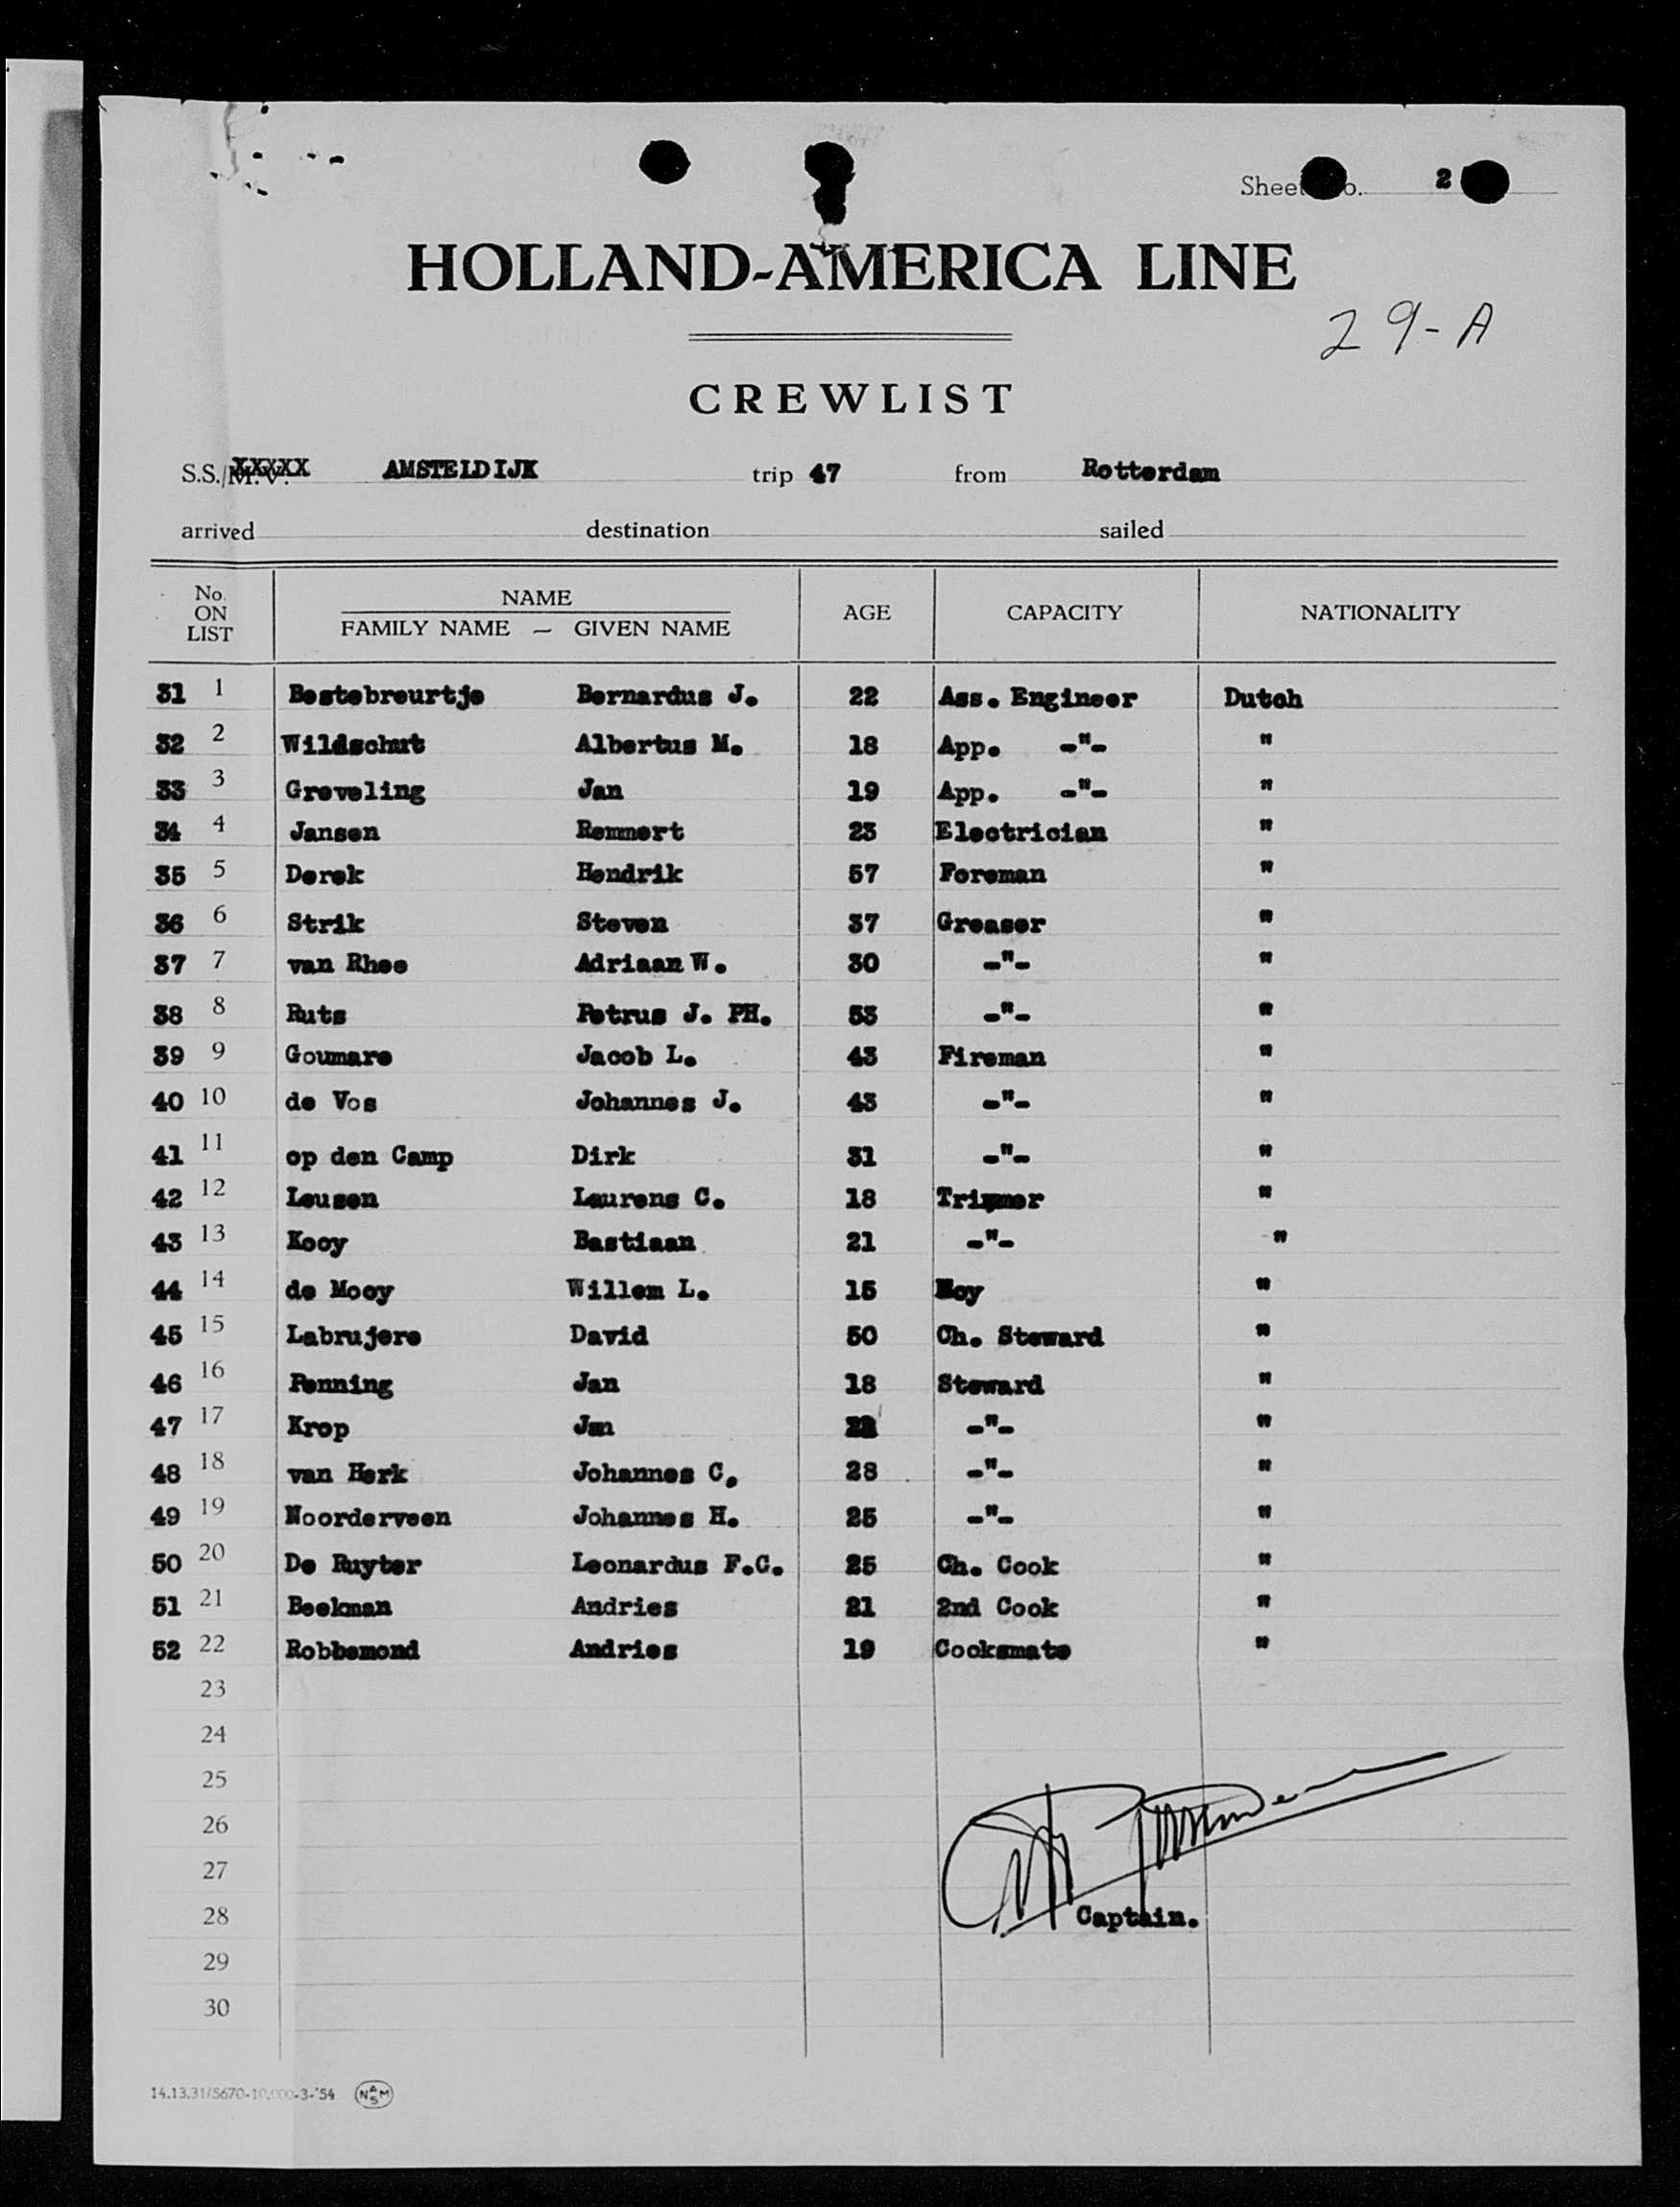 Sheet No. 2
HOLLAND-AMERICA LINE
29-A
CREWLIST
S.S./M.V. XXXXX AMSTELDIJK trip 47 from Rotterdam
arrived destination sailed
No. ON LIST NAME FAMILY NAME — GIVEN NAME AGE CAPACITY NATIONALITY
31 1 Bestebreurtje Bernardus J. 22 Ass. Engineer Dutch
32 2 Wildschut Albertus M. 18 App. -"- "
33 3 Greveling Jan 19 App. -"- "
34 4 Jansen Remmert 23 Electrician "
35 5 Derek Hendrik 57 Foreman "
36 6 Strik Steven 37 Greaser "
37 7 van Rhee Adriaan W. 30 -"- "
38 8 Ruts Petrus J. PH. 53 -"- "
39 9 Goumare Jacob L. 43 Fireman "
40 10 de Vos Johannes J. 43 -"- "
41 11 op den Camp Dirk 31 -"- "
42 12 Leusen Laurens C. 18 Trimmer "
43 13 Kooy Bastiaan 21 -"- "
44 14 de Mooy Willem L. 15 Boy "
45 15 Labrujere David 50 Ch. Steward "
46 16 Penning Jan 18 Steward "
47 17 Krop Jan -"- "
48 18 van Herk Johannes C. 28 -"- "
49 19 Noorderveen Johannes H. 25 -"- "
50 20 De Ruyter Leonardus F.C. 25 Ch. Cook "
51 21 Beekman Andries 21 2nd Cook "
52 22 Robbemond Andries 19 Cooksmate "
23
24
25
26
27
28 Captain.
29
30
14.13.31/5670-10.000-3-'54 NASM